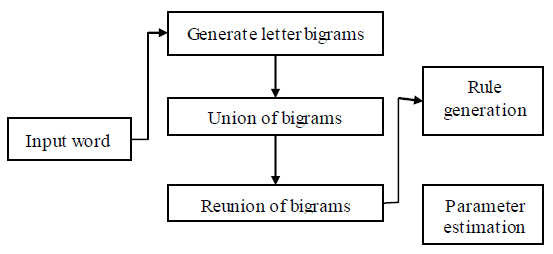 Generate letter bigrams
Union of bigrams
Input word
Reunion of bigrams
Rule
generation
Parameter
estimation